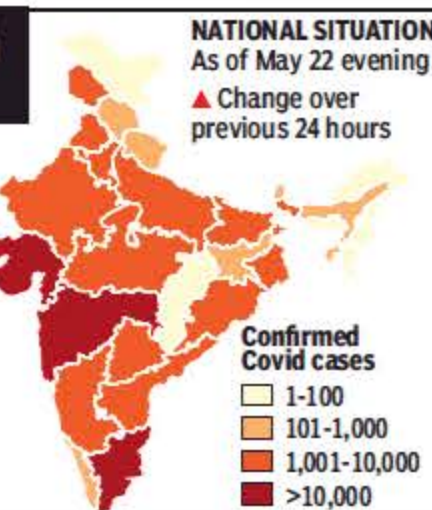 NATIONAL SITUATION
As of May 22 evening
▲ Change over
previous 24 hours
Confirmed
Covid cases
1-100
101-1,000
1,001-10,000
>10,000